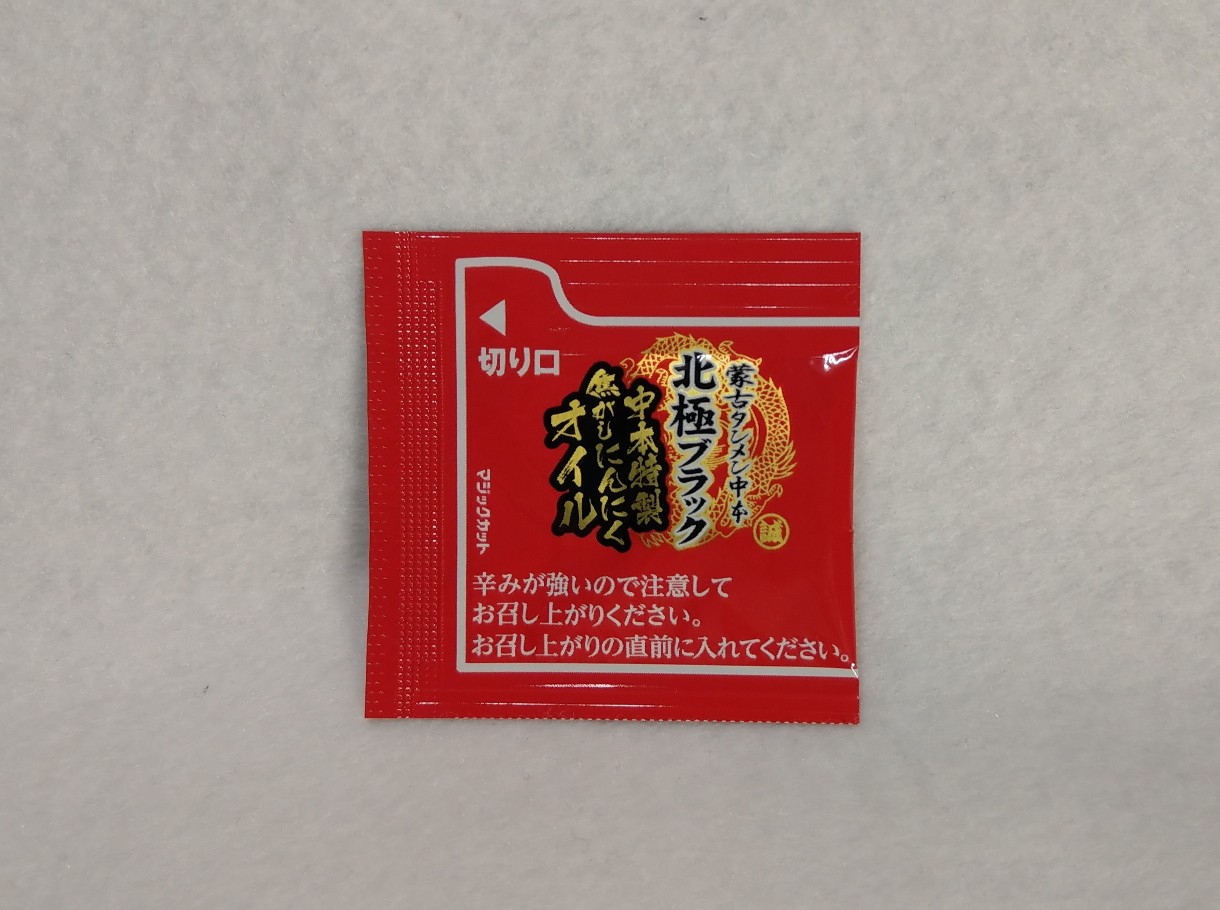 切り口
蒙古タンメン中本
北極ブラック
中本特製
焦がしにんにく
オイル
誠
マジックカット
辛みが強いので注意して
お召し上がりください。
お召し上がりの直前に入れてください。